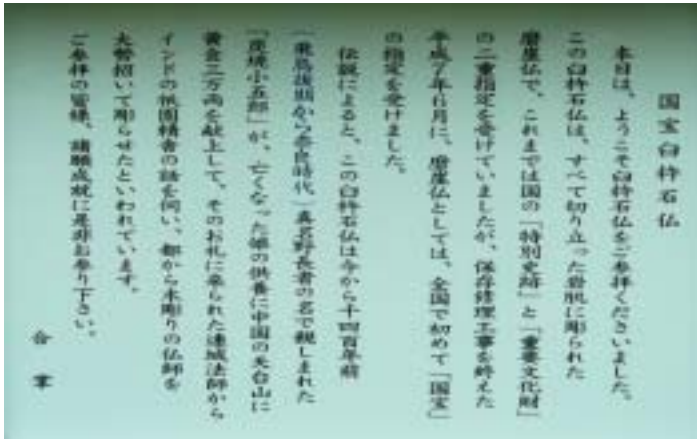 国宝臼杵石仏
本日は、ようこそ臼杵石仏をご参拝くださいました。
この臼杵石仏は、すべて切り立った岩肌に彫られた
磨崖仏で、これまでは国の「特別史跡」と「重要文化財」
の二重指定を受けていましたが、保存修理工事を終えた
平成7年6月に、磨崖仏としては、全国で初めて「国宝」
の指定を受けました。
伝説によると、この臼杵石仏は今から千四百年前
(飛鳥後期から奈良時代)真名野長者の名で親しまれた
「炭焼小五郎」が、亡くなった娘の供養に中国の天台山に
黄金三万両を献上して、そのお礼に来られた蓮城法師から
インドの祇園精舎の話を伺い、都から木彫りの仏師を
大勢招いて彫らせたといわれています。
ご参拝の皆様、諸願成就に是非お参り下さい。
合掌